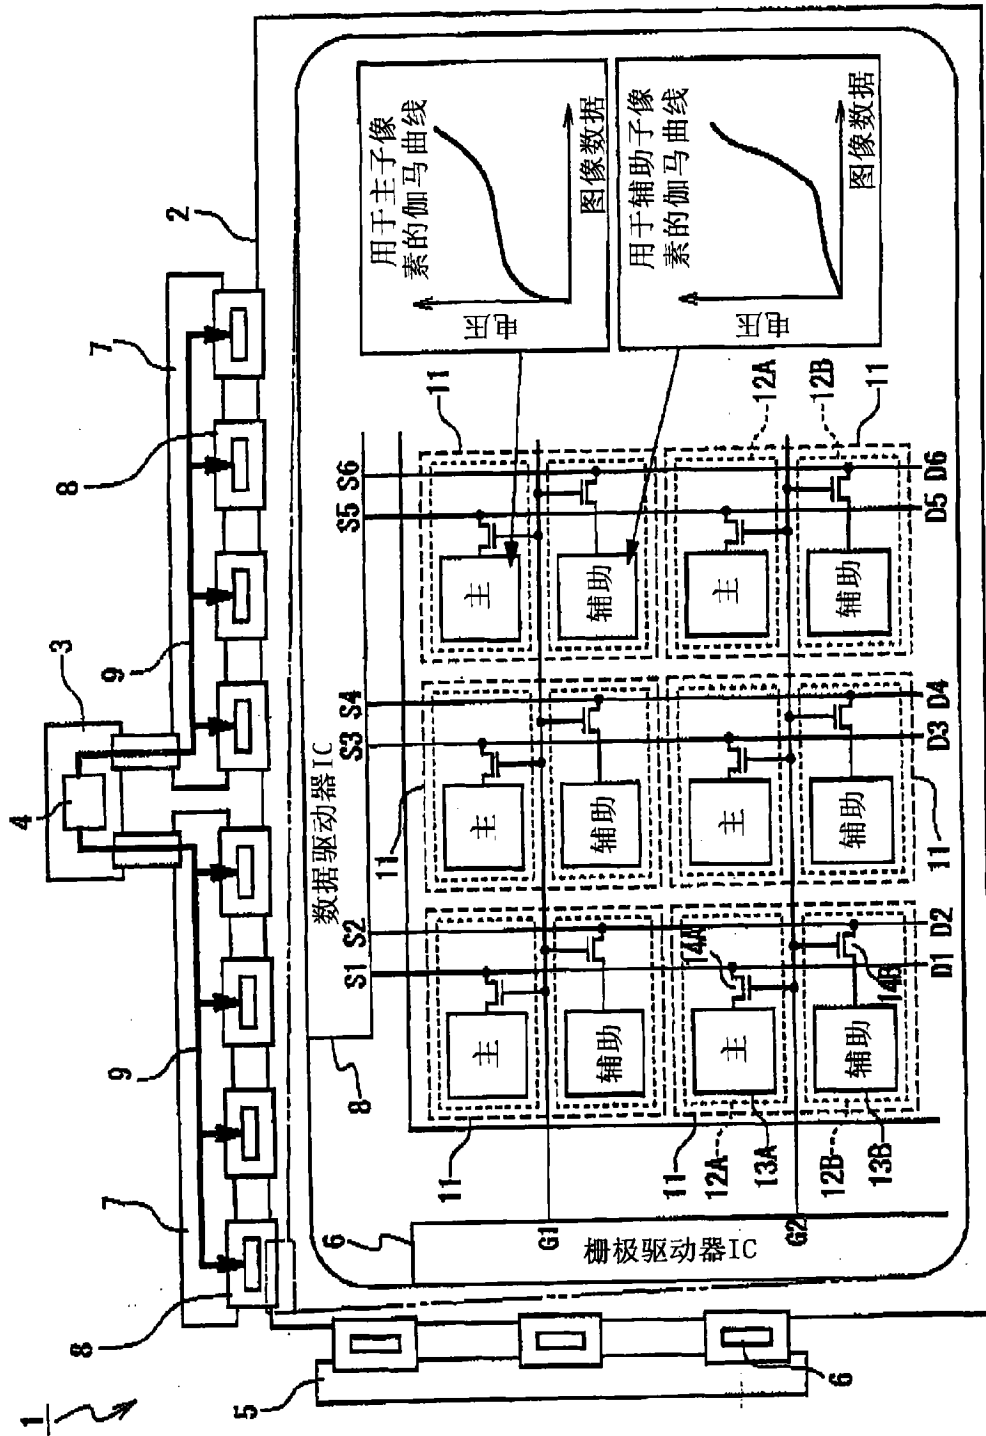 1
2
3
4
5
6
6
7
7
8
8
8
9
9
数据驱动器IC
栅极驱动器IC
S1
S2
S3
S4
S5
S6
G1
G2
D1
D2
D3
D4
D5
D6
11
11
11
11
11
11
12A
12B
12A
12B
13A
13B
14A
14B
主
辅助
主
辅助
主
辅助
主
辅助
主
辅助
主
辅助
用于主子像
素的伽马曲线
电压
图像数据
用于辅助子像
素的伽马曲线
电压
图像数据